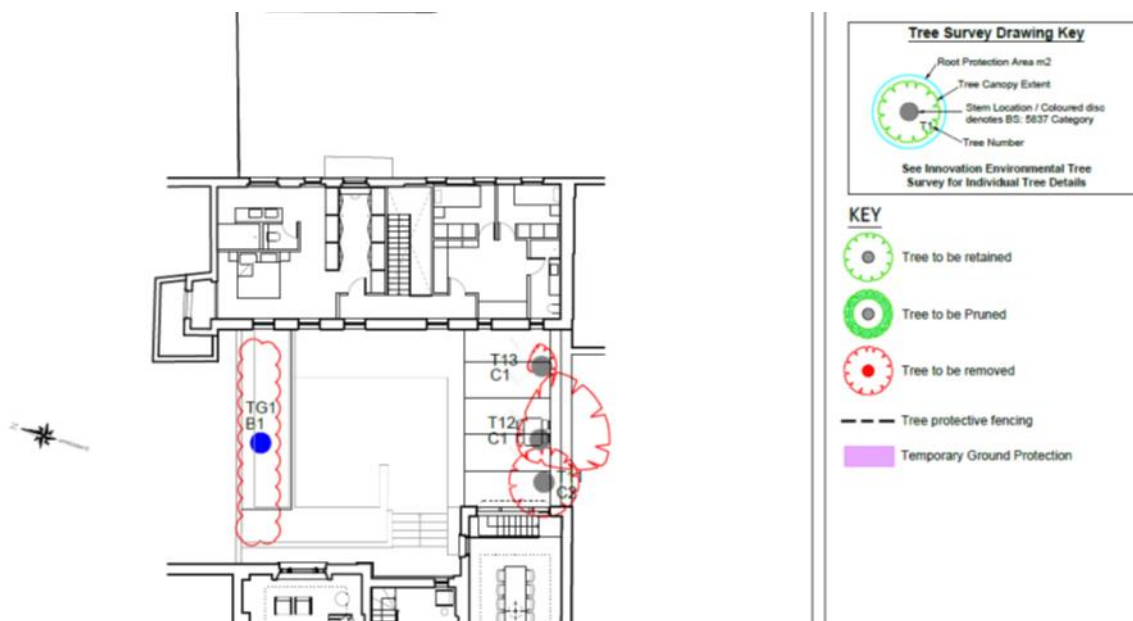 Tree Survey Drawing Key
Root Protection Area m2
Tree Canopy Extent
Stem Location / Coloured disc
denotes BS: 5837 Category
T1
Tree Number
See Innovation Environmental Tree
Survey for Individual Tree Details
KEY
Tree to be retained
Tree to be Pruned
Tree to be removed
Tree protective fencing
Temporary Ground Protection
T13
C1
TG1
B1
T12
C1
C2
N